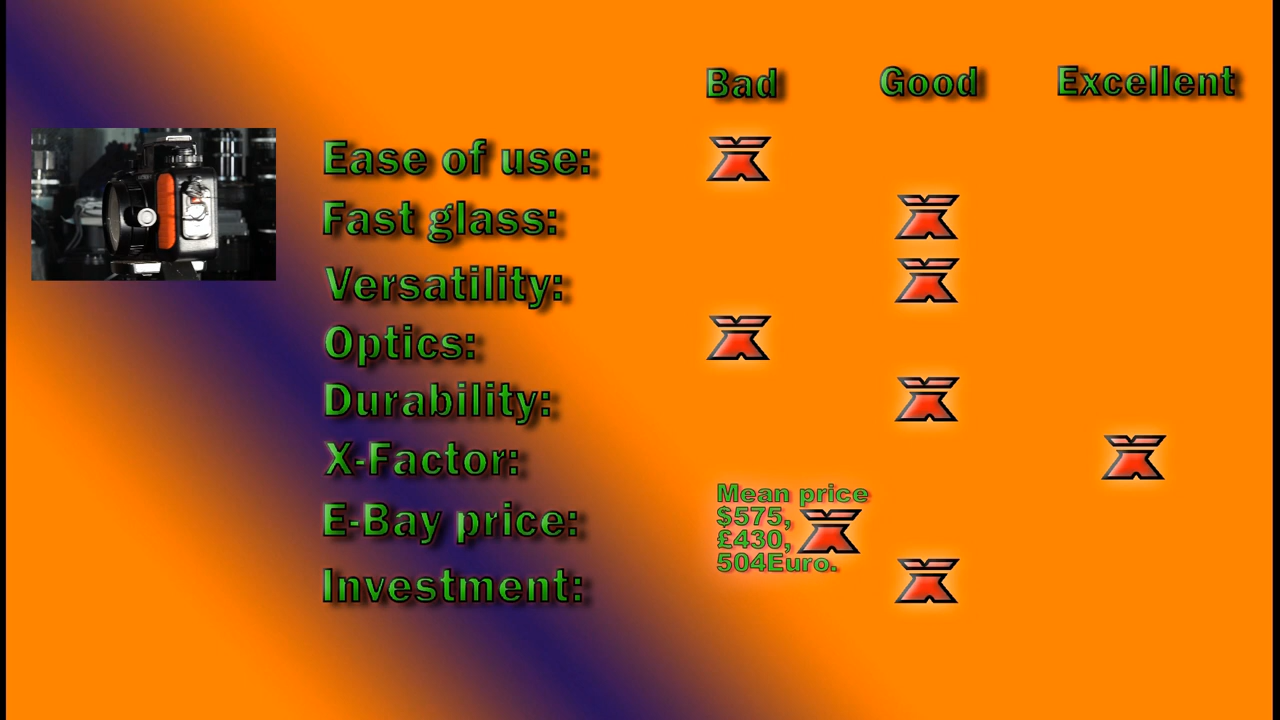 Bad Good Excellent
Ease of use:
Fast glass:
Versatility:
Optics:
Durability:
X-Factor:
E-Bay price:
Mean price
$575,
£430,
504Euro.
Investment: